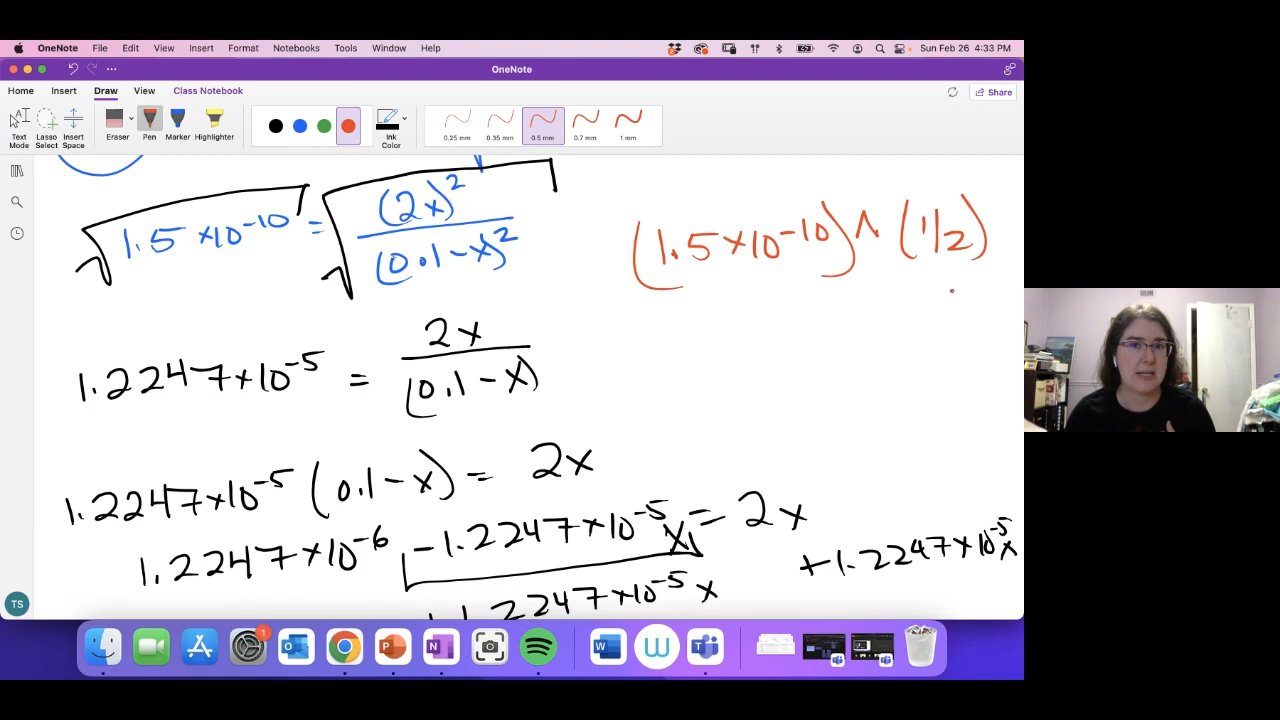 OneNote File Edit View Insert Format Notebooks Tools Window Help Sun Feb 26 4:33 PM
OneNote
Home Insert Draw View Class Notebook Share
Text Mode Lasso Select Insert Space Eraser Pen Marker Highlighter Ink Color 0.25 mm 0.35 mm 0.5 mm 0.7 mm 1 mm
√1.5 × 10⁻¹⁰ = √(2x)² / (0.1 - x)²
(1.5 × 10⁻¹⁰) ^ (1/2)
1.2247 × 10⁻⁵ = 2x / (0.1 - x)
1.2247 × 10⁻⁵ (0.1 - x) = 2x
1.2247 × 10⁻⁶ - 1.2247 × 10⁻⁵ x = 2x
+ 1.2247 × 10⁻⁵ x
+ 1.2247 × 10⁻⁵ x
TS
1
W